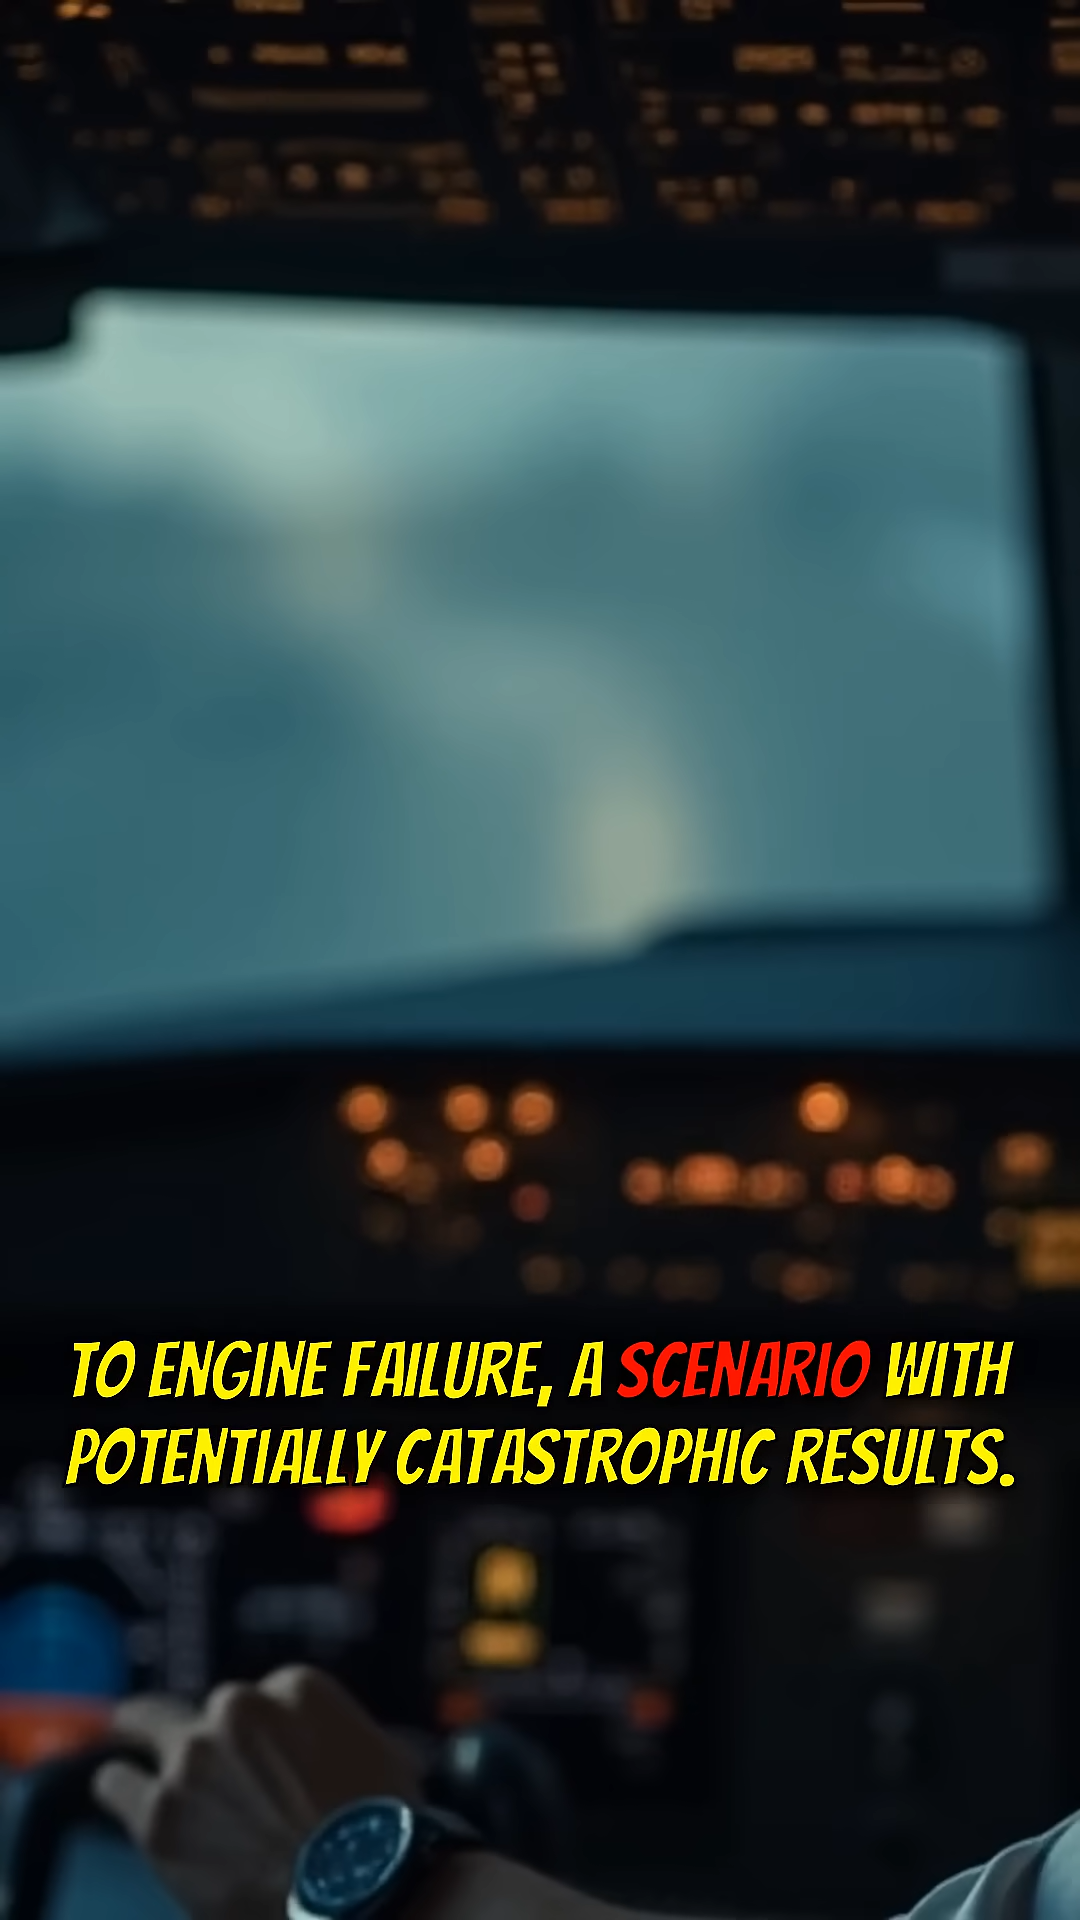 TO ENGINE FAILURE, A SCENARIO WITH
POTENTIALLY CATASTROPHIC RESULTS.